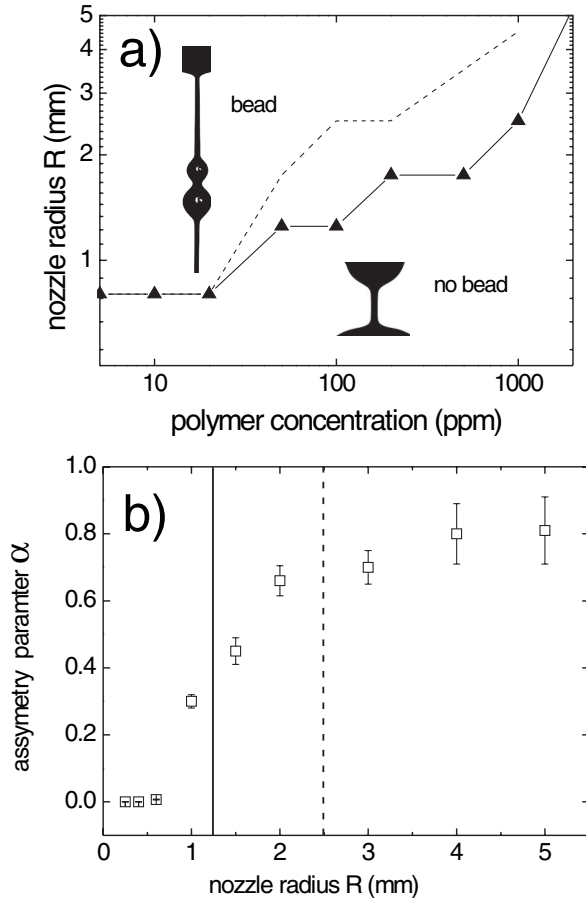 a)
bead
no bead
nozzle radius R (mm)
5
4
3
2
1
10
100
1000
polymer concentration (ppm)
b)
assymetry paramter α
1.0
0.8
0.6
0.4
0.2
0.0
0
1
2
3
4
5
nozzle radius R (mm)